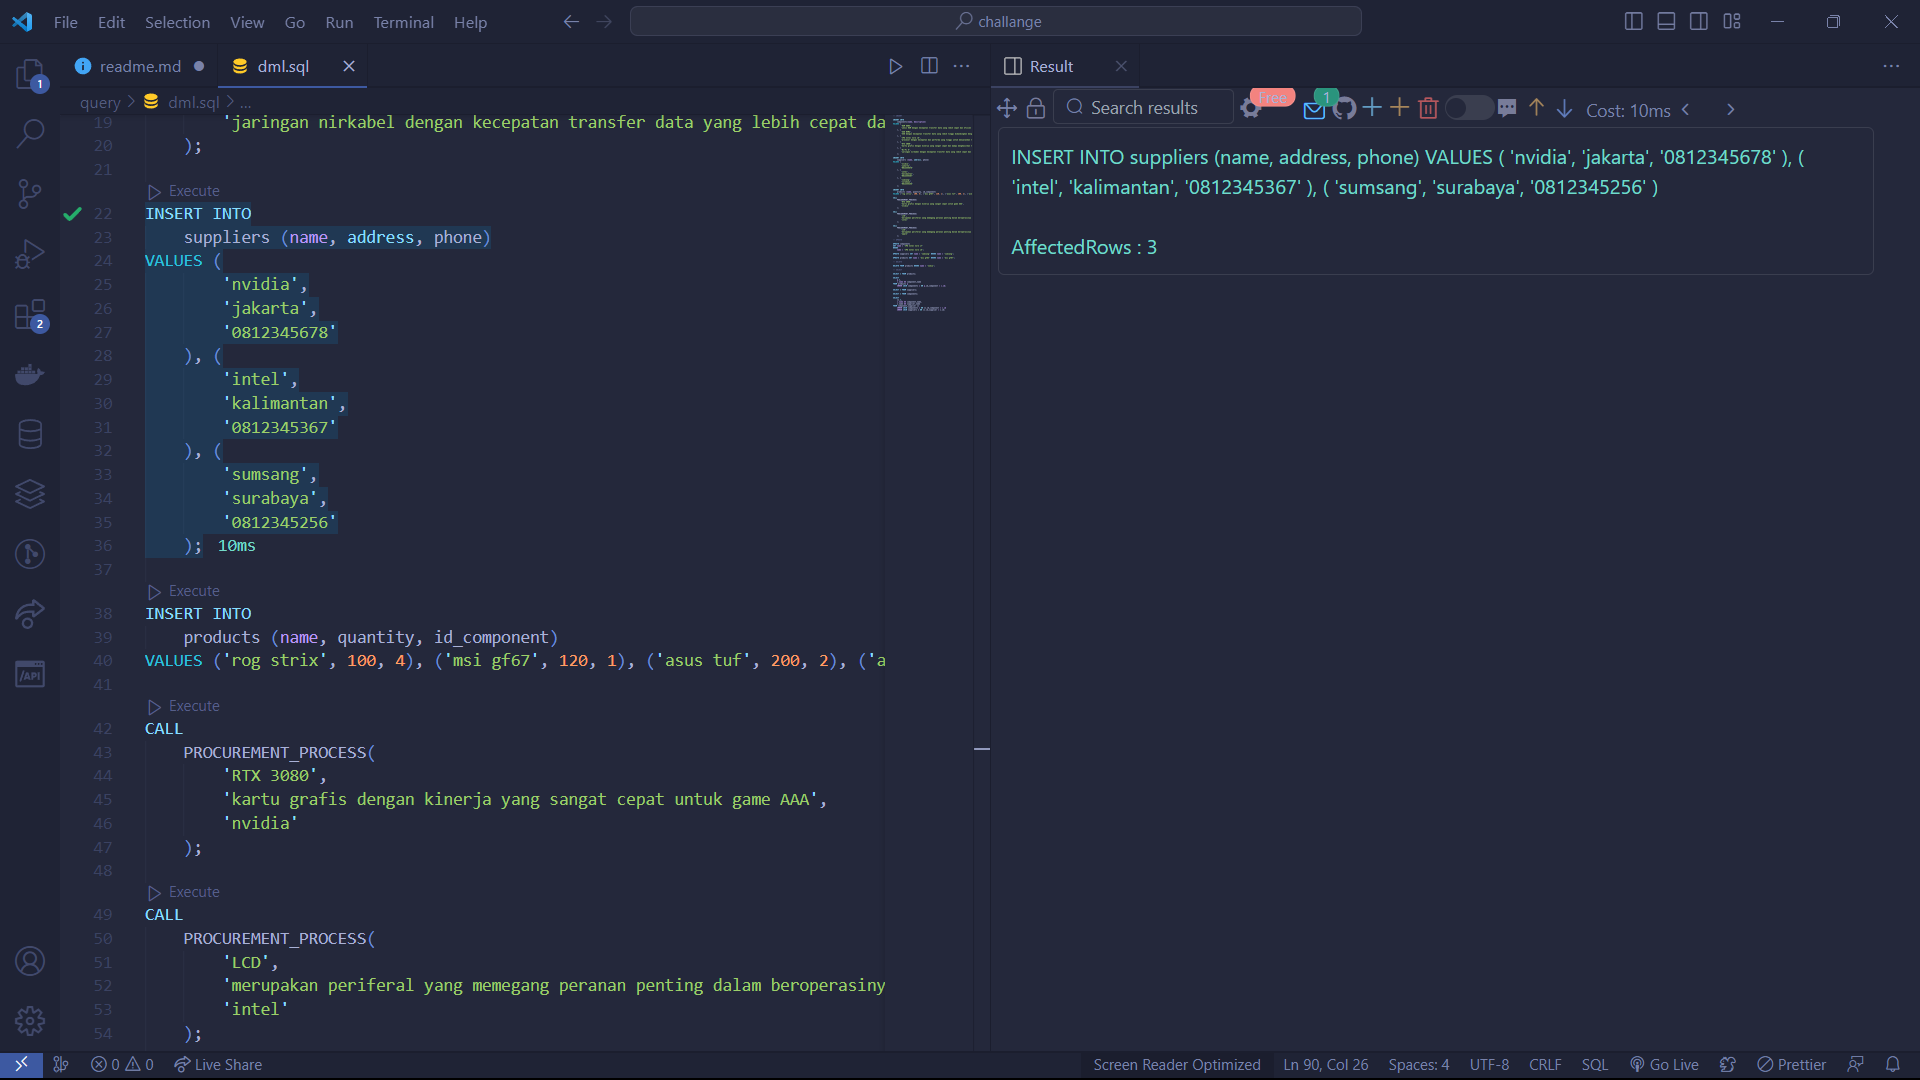 File Edit Selection View Go Run Terminal Help
challange
readme.md
dml.sql
Result
query > dml.sql > ...
1
2
Search results
Free
1
Cost: 10ms
19 'jaringan nirkabel dengan kecepatan transfer data yang lebih cepat da
20 );
21
Execute
22 INSERT INTO
23 suppliers (name, address, phone)
24 VALUES (
25 'nvidia',
26 'jakarta',
27 '0812345678'
28 ), (
29 'intel',
30 'kalimantan',
31 '0812345367'
32 ), (
33 'sumsang',
34 'surabaya',
35 '0812345256'
36 ); 10ms
37
Execute
38 INSERT INTO
39 products (name, quantity, id_component)
40 VALUES ('rog strix', 100, 4), ('msi gf67', 120, 1), ('asus tuf', 200, 2), ('a
41
Execute
42 CALL
43 PROCUREMENT_PROCESS(
44 'RTX 3080',
45 'kartu grafis dengan kinerja yang sangat cepat untuk game AAA',
46 'nvidia'
47 );
48
Execute
49 CALL
50 PROCUREMENT_PROCESS(
51 'LCD',
52 'merupakan periferal yang memegang peranan penting dalam beroperasiny
53 'intel'
54 );
INSERT INTO suppliers (name, address, phone) VALUES ( 'nvidia', 'jakarta', '0812345678' ), (
'intel', 'kalimantan', '0812345367' ), ( 'sumsang', 'surabaya', '0812345256' )
AffectedRows : 3
/API
0 0 Live Share
Screen Reader Optimized Ln 90, Col 26 Spaces: 4 UTF-8 CRLF SQL Go Live Prettier